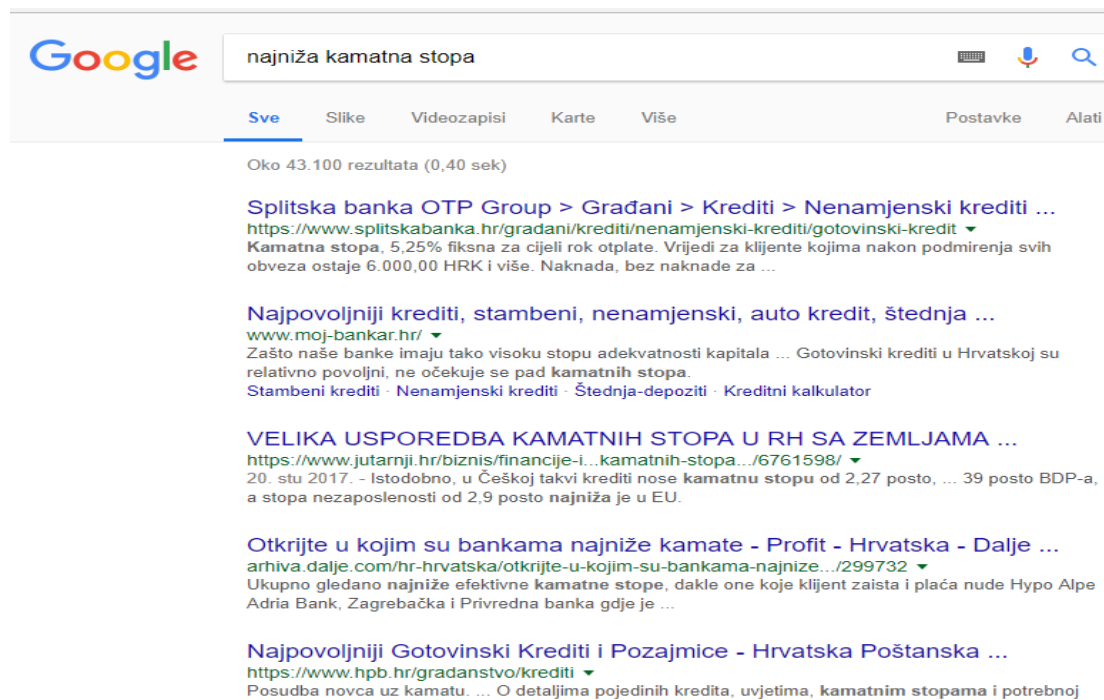 Google
najniža kamatna stopa
Sve Slike Videozapisi Karte Više Postavke Alati
Oko 43.100 rezultata (0,40 sek)
Splitska banka OTP Group > Građani > Krediti > Nenamjenski krediti ...
https://www.splitskabanka.hr/gradani/krediti/nenamjenski-krediti/gotovinski-kredit
Kamatna stopa, 5,25% fiksna za cijeli rok otplate. Vrijedi za klijente kojima nakon podmirenja svih
obveza ostaje 6.000,00 HRK i više. Naknada, bez naknade za ...
Najpovoljniji krediti, stambeni, nenamjenski, auto kredit, štednja ...
www.moj-bankar.hr/
Zašto naše banke imaju tako visoku stopu adekvatnosti kapitala ... Gotovinski krediti u Hrvatskoj su
relativno povoljni, ne očekuje se pad kamatnih stopa.
Stambeni krediti · Nenamjenski krediti · Štednja-depoziti · Kreditni kalkulator
VELIKA USPOREDBA KAMATNIH STOPA U RH SA ZEMLJAMA ...
https://www.jutarnji.hr/biznis/financije-i...kamatnih-stopa.../6761598/
20. stu 2017. - Istodobno, u Češkoj takvi krediti nose kamatnu stopu od 2,27 posto, ... 39 posto BDP-a,
a stopa nezaposlenosti od 2,9 posto najniža je u EU.
Otkrijte u kojim su bankama najniže kamate - Profit - Hrvatska - Dalje ...
arhiva.dalje.com/hr-hrvatska/otkrijte-u-kojim-su-bankama-najnize.../299732
Ukupno gledano najniže efektivne kamatne stope, dakle one koje klijent zaista i plaća nude Hypo Alpe
Adria Bank, Zagrebačka i Privredna banka gdje je ...
Najpovoljniji Gotovinski Krediti i Pozajmice - Hrvatska Poštanska ...
https://www.hpb.hr/gradanstvo/krediti
Posudba novca uz kamatu. ... O detaljima pojedinih kredita, uvjetima, kamatnim stopama i potrebnoj